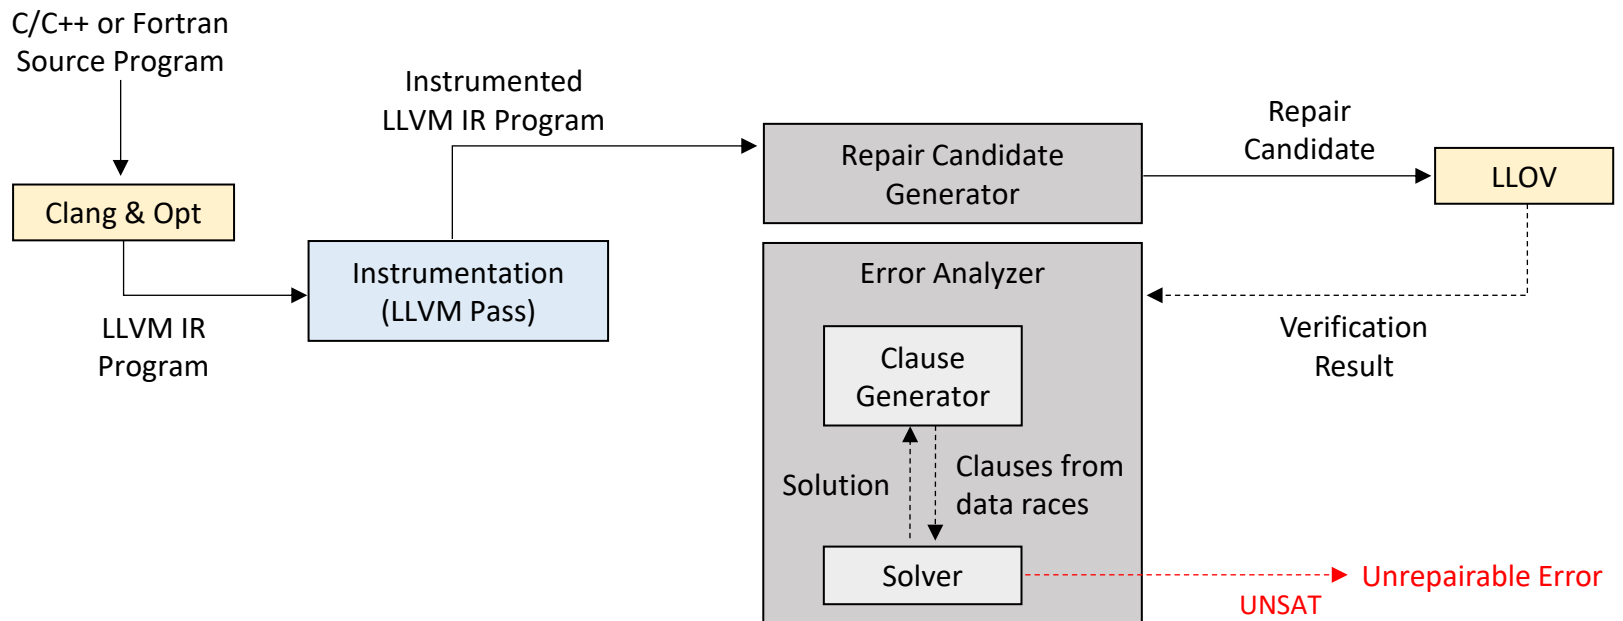 C/C++ or Fortran
Source Program
Clang & Opt
LLVM IR
Program
Instrumentation
(LLVM Pass)
Instrumented
LLVM IR Program
Repair Candidate
Generator
Repair
Candidate
LLOV
Verification
Result
Error Analyzer
Clause
Generator
Solution
Clauses from
data races
Solver
UNSAT
Unrepairable Error